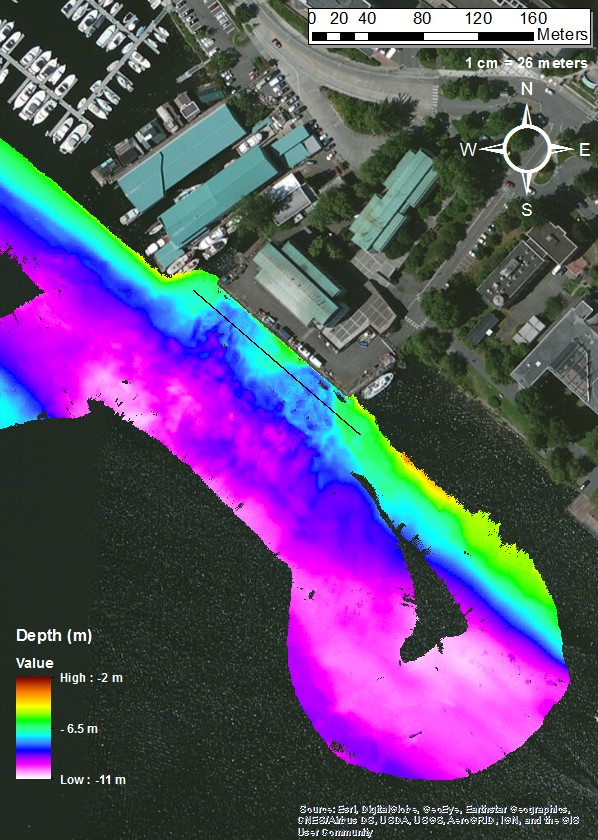 0 20 40 80 120 160
Meters
1 cm = 26 meters
N
W E
S
Depth (m)
Value
High : -2 m
- 6.5 m
Low : -11 m
Source: Esri, DigitalGlobe, GeoEye, Earthstar Geographics,
CNES/Airbus DS, USDA, USGS, AeroGRID, IGN, and the GIS
User Community